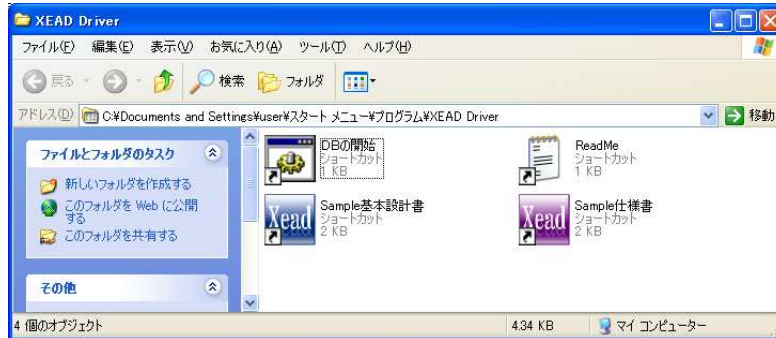 XEAD Driver
ファイル(F) 編集(E) 表示(V) お気に入り(A) ツール(T) ヘルプ(H)
戻る 検索 フォルダ
アドレス(D) C:¥Documents and Settings¥user¥スタート メニュー¥プログラム¥XEAD Driver 移動
ファイルとフォルダのタスク
新しいフォルダを作成する
このフォルダを Web に公開
する
このフォルダを共有する
その他
DBの開始
ショートカット
1 KB
ReadMe
ショートカット
1 KB
Xead
Sample基本設計書
ショートカット
2 KB
Xead
Sample仕様書
ショートカット
2 KB
4 個のオブジェクト 4.34 KB マイ コンピューター